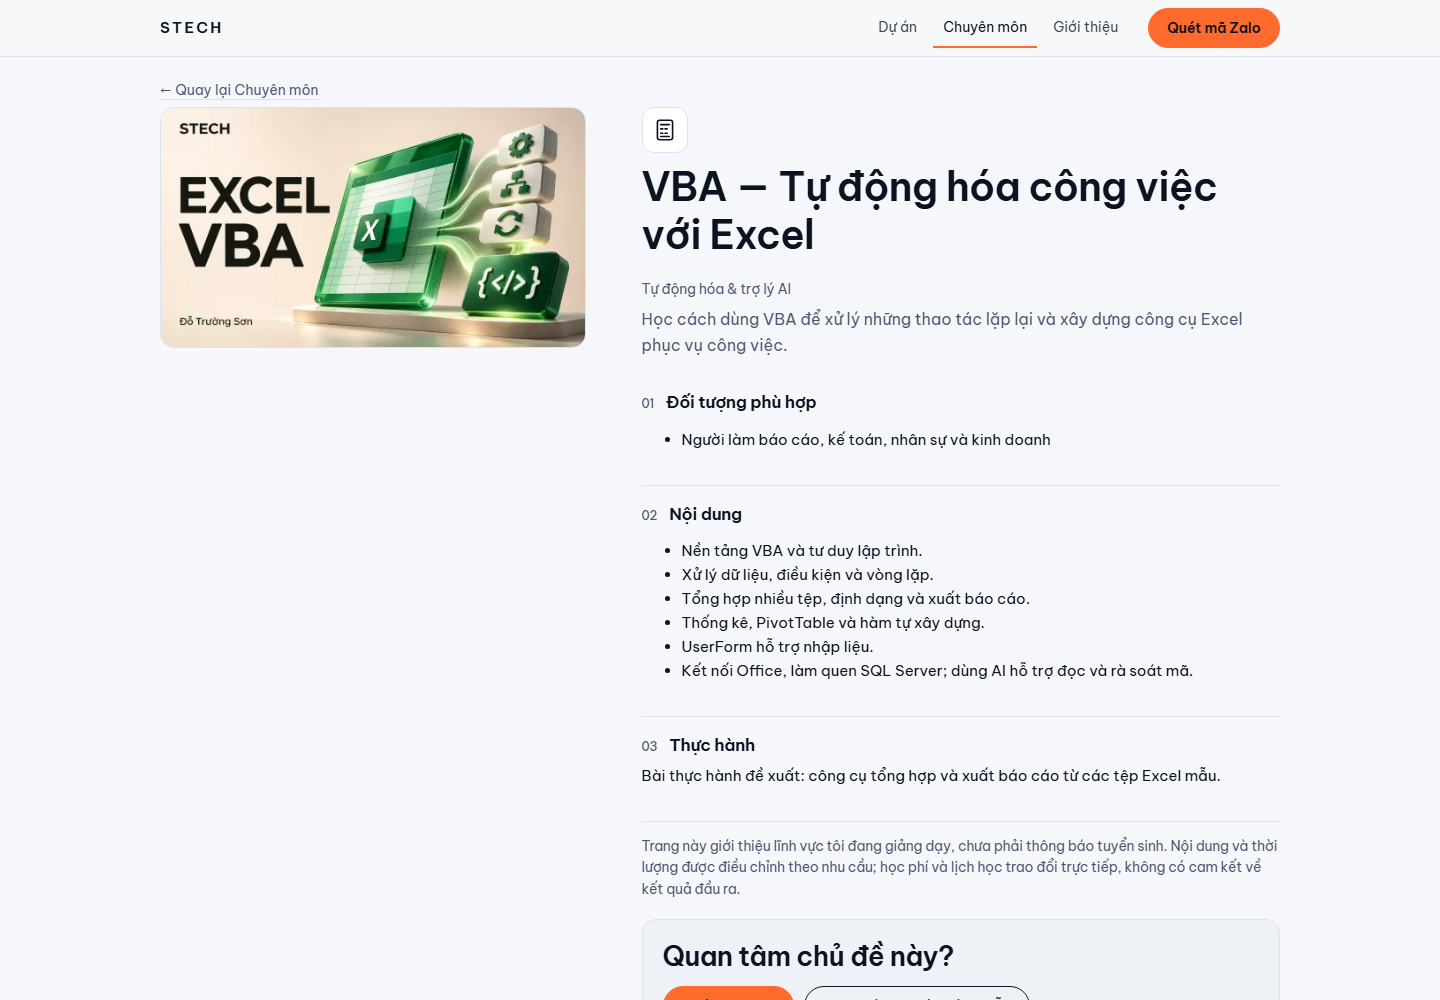 STECH
Dự án
Chuyên môn
Giới thiệu
Quét mã Zalo
← Quay lại Chuyên môn
STECH
EXCEL
VBA
X
{</>}
Đỗ Trường Sơn
VBA — Tự động hóa công việc
với Excel
Tự động hóa & trợ lý AI
Học cách dùng VBA để xử lý những thao tác lặp lại và xây dựng công cụ Excel
phục vụ công việc.
01 Đối tượng phù hợp
• Người làm báo cáo, kế toán, nhân sự và kinh doanh
02 Nội dung
• Nền tảng VBA và tư duy lập trình.
• Xử lý dữ liệu, điều kiện và vòng lặp.
• Tổng hợp nhiều tệp, định dạng và xuất báo cáo.
• Thống kê, PivotTable và hàm tự xây dựng.
• UserForm hỗ trợ nhập liệu.
• Kết nối Office, làm quen SQL Server; dùng AI hỗ trợ đọc và rà soát mã.
03 Thực hành
Bài thực hành đề xuất: công cụ tổng hợp và xuất báo cáo từ các tệp Excel mẫu.
Trang này giới thiệu lĩnh vực tôi đang giảng dạy, chưa phải thông báo tuyển sinh. Nội dung và thời
lượng được điều chỉnh theo nhu cầu; học phí và lịch học trao đổi trực tiếp, không có cam kết về
kết quả đầu ra.
Quan tâm chủ đề này?